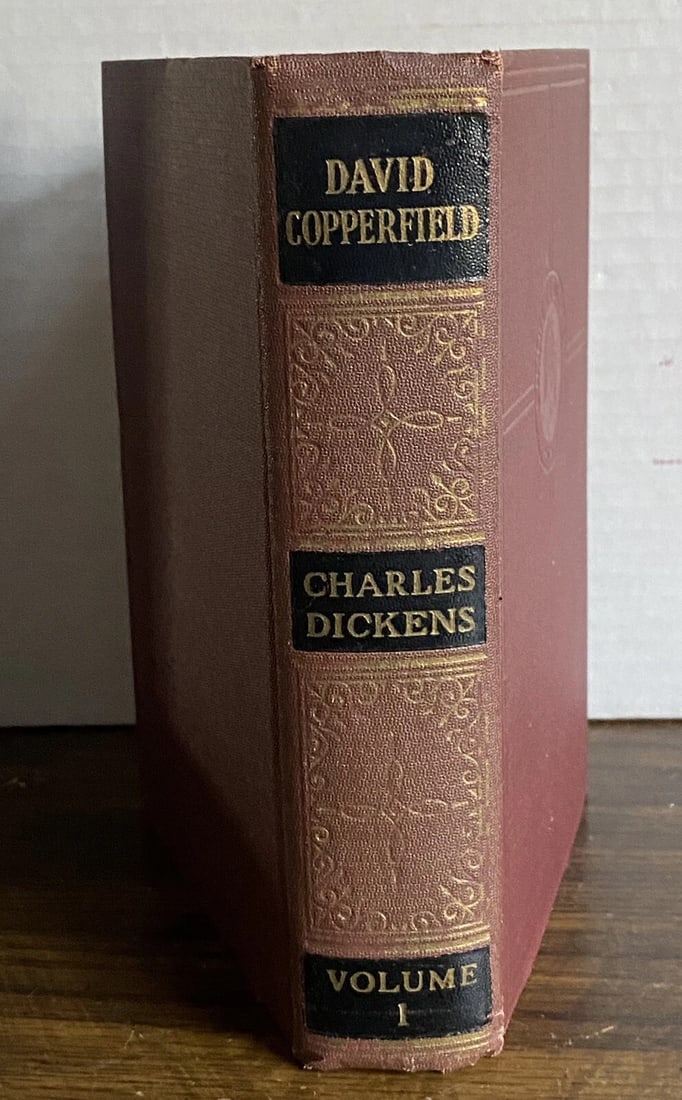 DAVID
COPPERFIELD
CHARLES
DICKENS
VOLUME
I